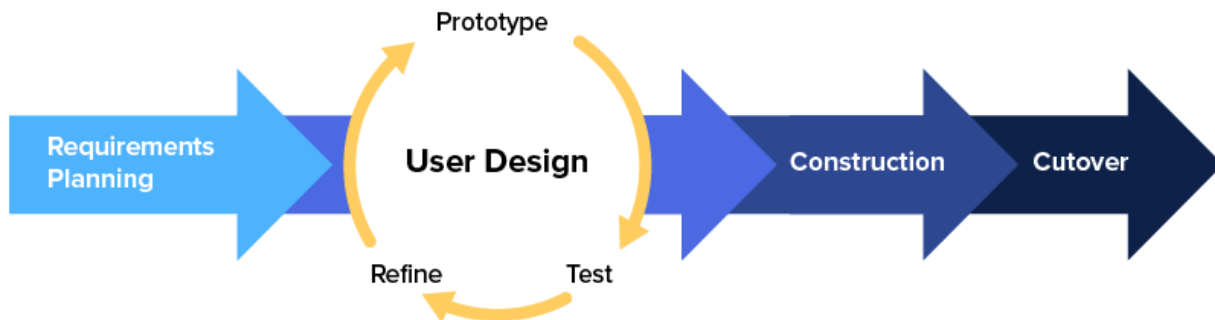 Prototype
Requirements
Planning
User Design
Construction
Cutover
Refine
Test